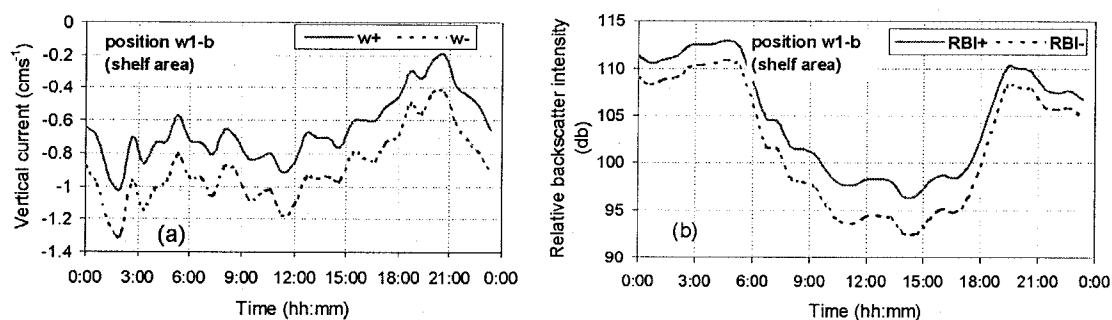 position w1-b
(shelf area)
w+ w-
Vertical current (cms⁻¹)
0
-0.2
-0.4
-0.6
-0.8
-1
-1.2
-1.4
(a)
0:00 3:00 6:00 9:00 12:00 15:00 18:00 21:00 0:00
Time (hh:mm)
position w1-b
(shelf area)
RBI+ RBI-
Relative backscatter intensity
(db)
115
110
105
100
95
90
(b)
0:00 3:00 6:00 9:00 12:00 15:00 18:00 21:00 0:00
Time (hh:mm)